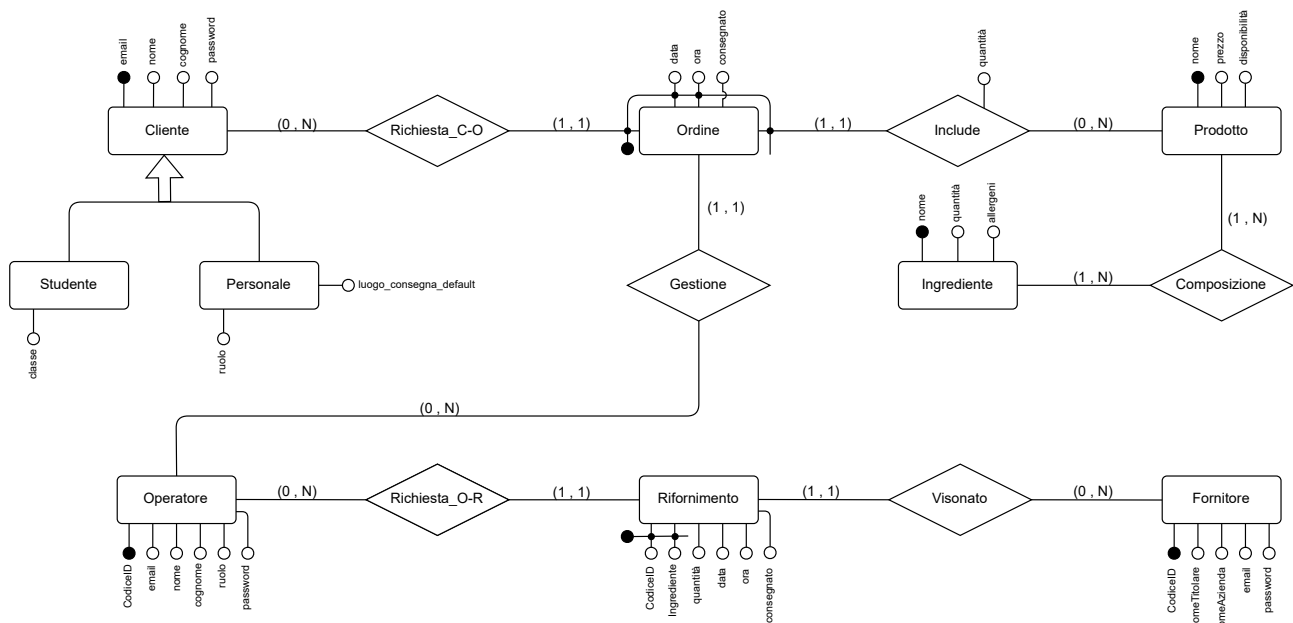 email
nome
cognome
password
data
ora
consegnato
quantità
nome
prezzo
disponibilità
Cliente
(0 , N)
Richiesta_C-O
(1 , 1)
Ordine
(1 , 1)
Include
(0 , N)
Prodotto
(1 , 1)
nome
quantità
allergeni
(1 , N)
Studente
Personale
luogo_consegna_default
Gestione
Ingrediente
(1 , N)
Composizione
classe
ruolo
(0 , N)
Operatore
(0 , N)
Richiesta_O-R
(1 , 1)
Rifornimento
(1 , 1)
Visonato
(0 , N)
Fornitore
CodiceID
email
nome
cognome
ruolo
password
CodiceID
Ingrediente
quantità
data
ora
consegnato
CodiceID
omeTitolare
omeAzienda
email
password